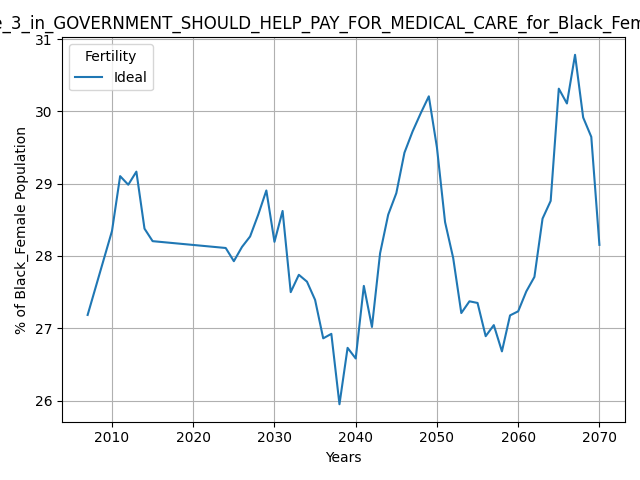 e_3_in_GOVERNMENT_SHOULD_HELP_PAY_FOR_MEDICAL_CARE_for_Black_Fem
Fertility
Ideal
% of Black_Female Population
31
30
29
28
27
26
2010 2020 2030 2040 2050 2060 2070
Years